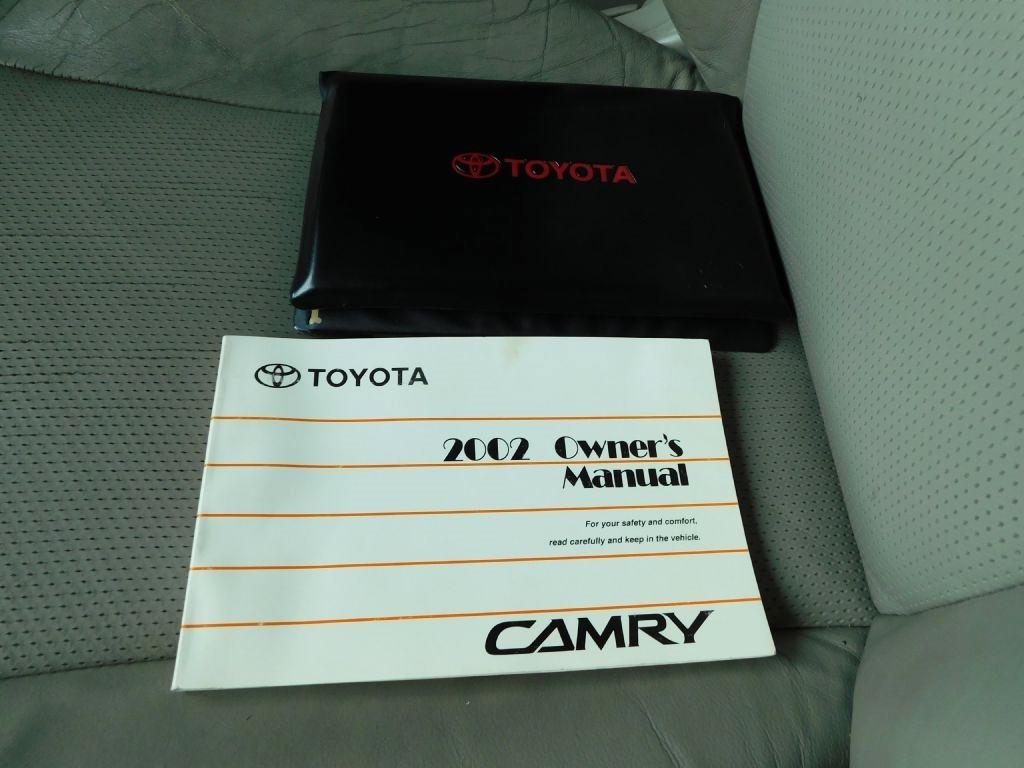 TOYOTA
TOYOTA
2002 Owner's
Manual
For your safety and comfort,
read carefully and keep in the vehicle.
CAMRY